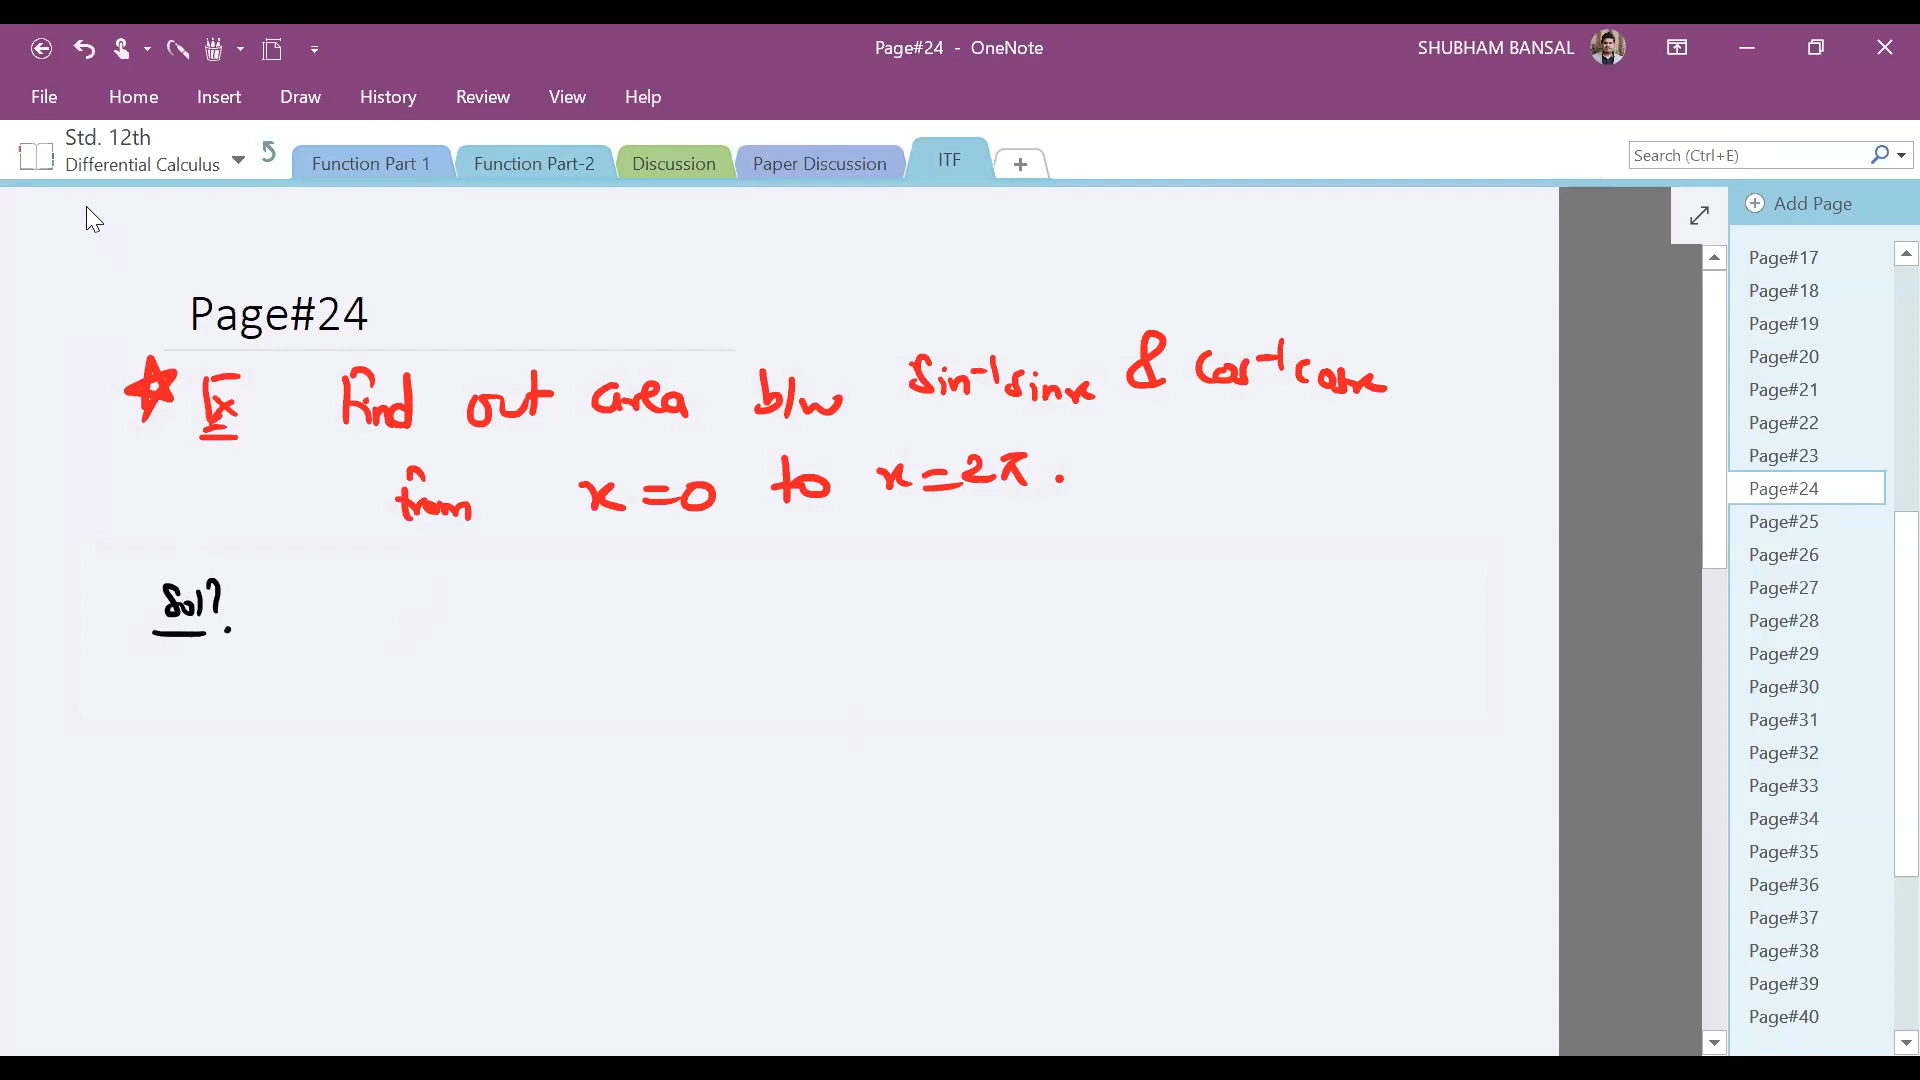 Page#24 - OneNote
SHUBHAM BANSAL
File Home Insert Draw History Review View Help
Std. 12th
Differential Calculus
Function Part 1 Function Part-2 Discussion Paper Discussion ITF +
Search (Ctrl+E)
Add Page
Page#24
Ex Find out area b/w sin⁻¹sinx & cos⁻¹cosx
from x=0 to x=2π.
Solⁿ.
Page#17
Page#18
Page#19
Page#20
Page#21
Page#22
Page#23
Page#24
Page#25
Page#26
Page#27
Page#28
Page#29
Page#30
Page#31
Page#32
Page#33
Page#34
Page#35
Page#36
Page#37
Page#38
Page#39
Page#40